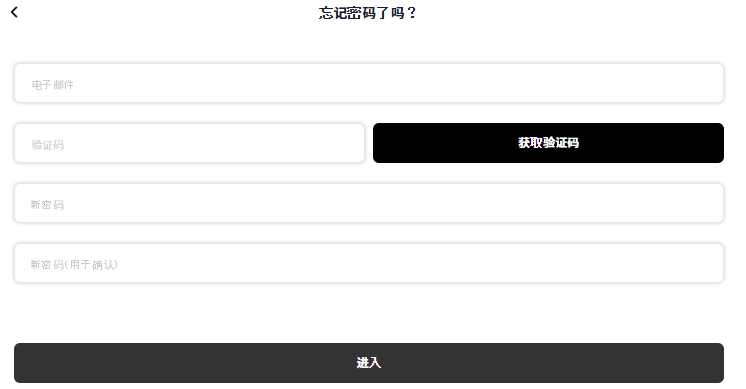 忘记密码了吗？
电子邮件
验证码
获取验证码
新密码
新密码(用于确认)
进入